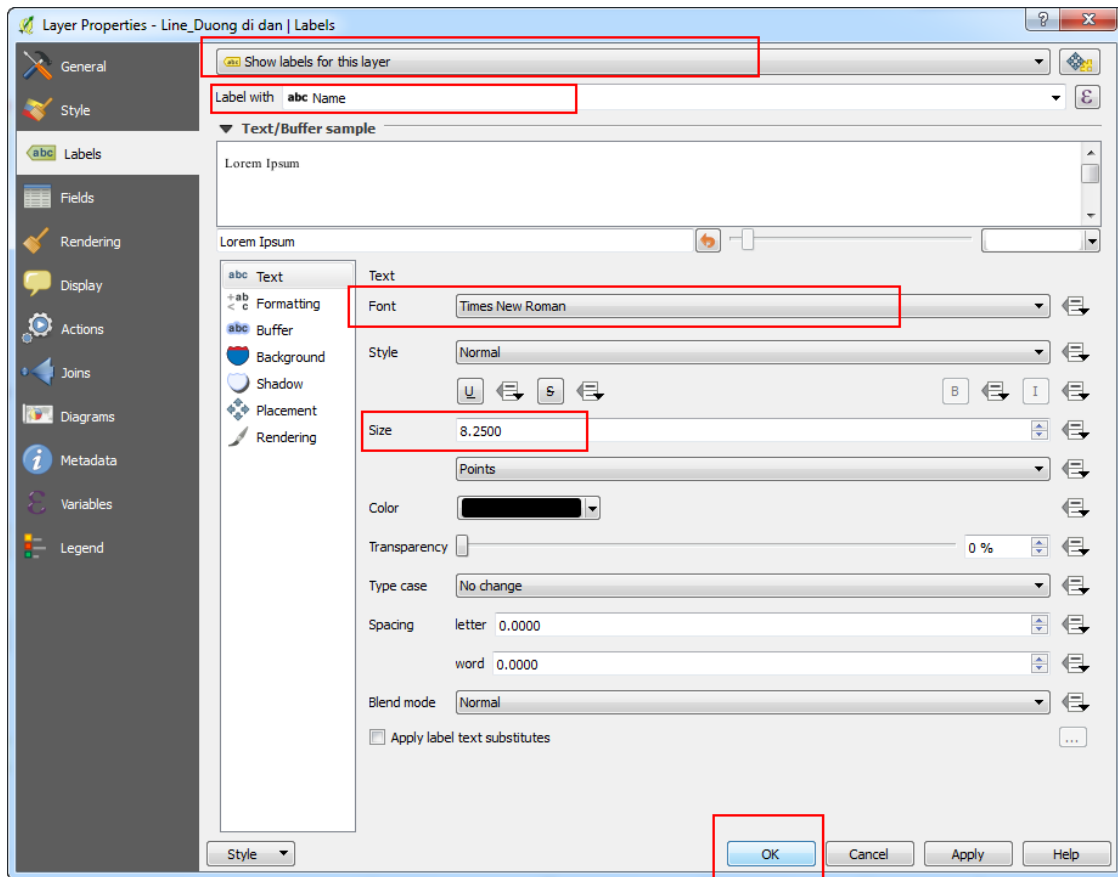 Layer Properties - Line_Duong di dan | Labels
?
X
General
Style
abc Labels
Fields
Rendering
Display
Actions
Joins
Diagrams
i Metadata
Variables
Legend
abc Show labels for this layer
Label with abc Name
ε
Text/Buffer sample
Lorem Ipsum
Lorem Ipsum
abc Text
+ab < c Formatting
abc Buffer
Background
Shadow
Placement
Rendering
Text
Font Times New Roman
Style Normal
U S B I
Size 8.2500
Points
Color
Transparency 0 %
Type case No change
Spacing letter 0.0000
word 0.0000
Blend mode Normal
Apply label text substitutes ...
Style OK Cancel Apply Help